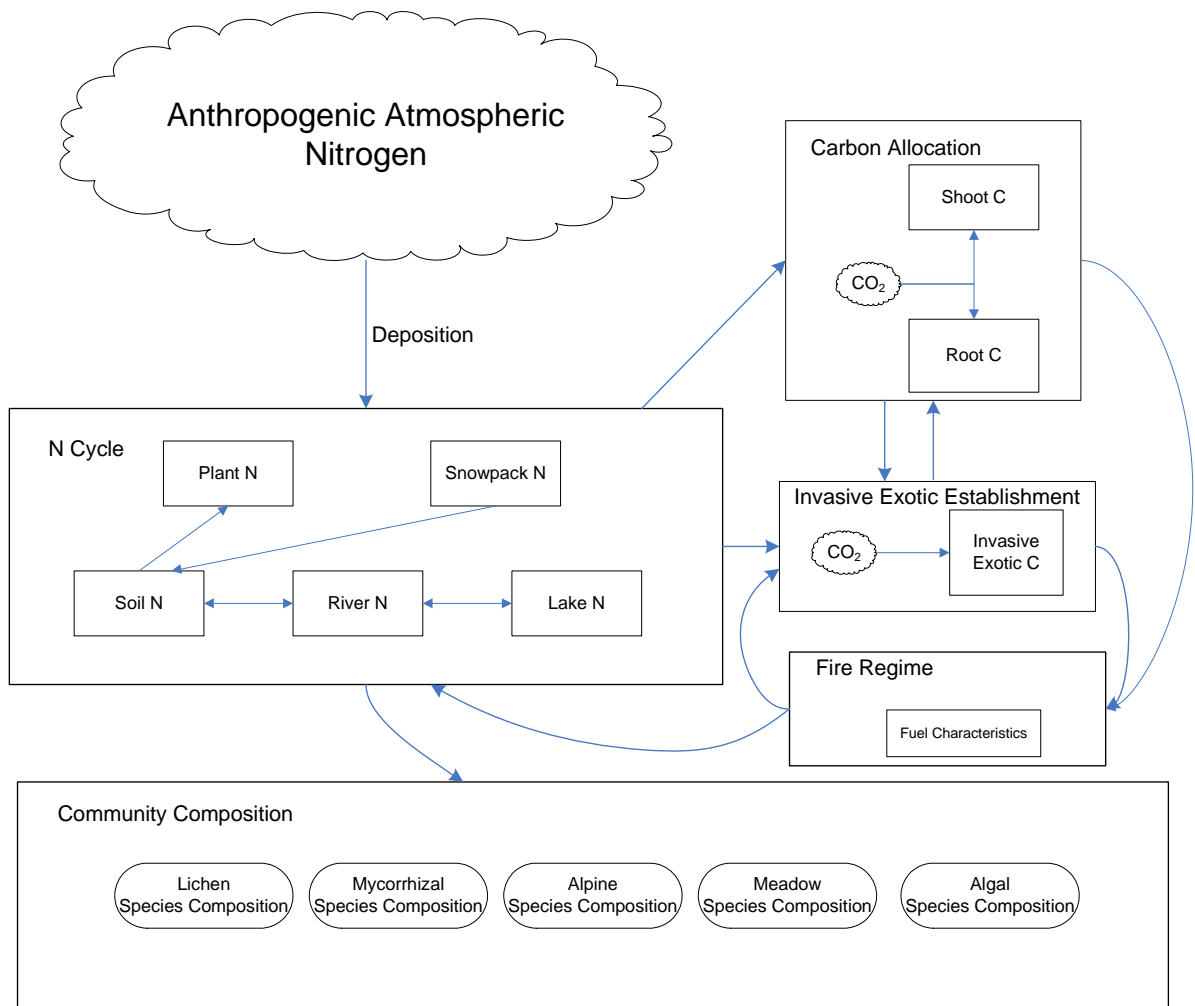 Anthropogenic Atmospheric
Nitrogen
Deposition
Carbon Allocation
Shoot C
CO₂
Root C
N Cycle
Plant N
Snowpack N
Soil N
River N
Lake N
Invasive Exotic Establishment
CO₂
Invasive
Exotic C
Fire Regime
Fuel Characteristics
Community Composition
Lichen
Species Composition
Mycorrhizal
Species Composition
Alpine
Species Composition
Meadow
Species Composition
Algal
Species Composition